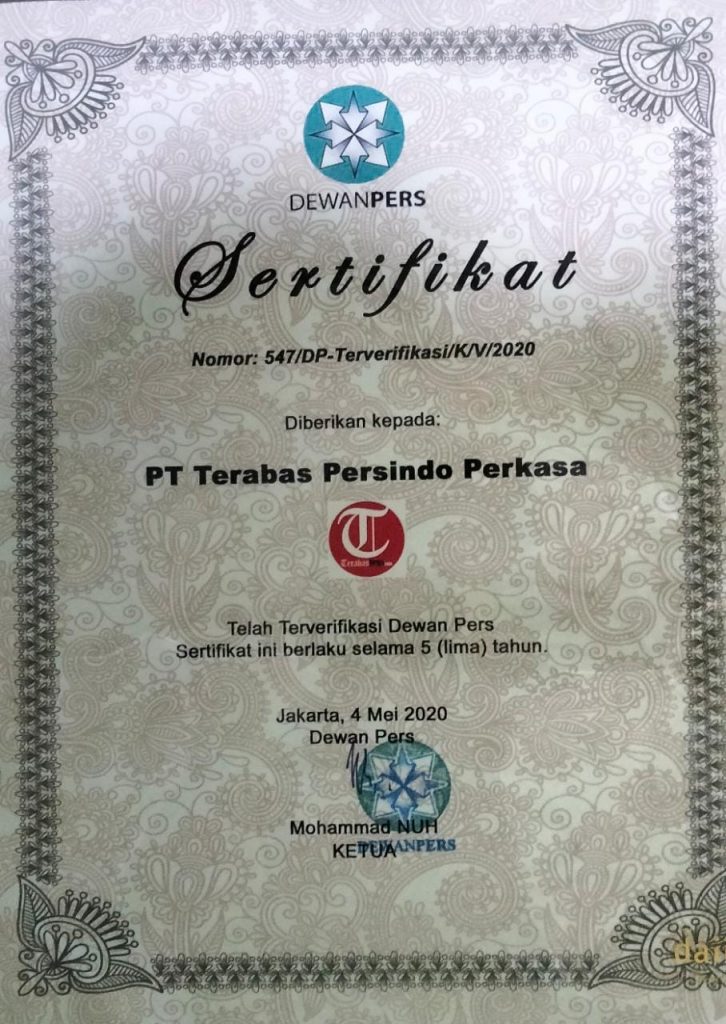 DEWANPERS
Sertifikat
Nomor: 547/DP-Terverifikasi/K/V/2020
Diberikan kepada:
PT Terabas Persindo Perkasa
T
Telah Terverifikasi Dewan Pers
Sertifikat ini berlaku selama 5 (lima) tahun.
Jakarta, 4 Mei 2020
Dewan Pers
Mohammad NUH
KETUA
DEWANPERS